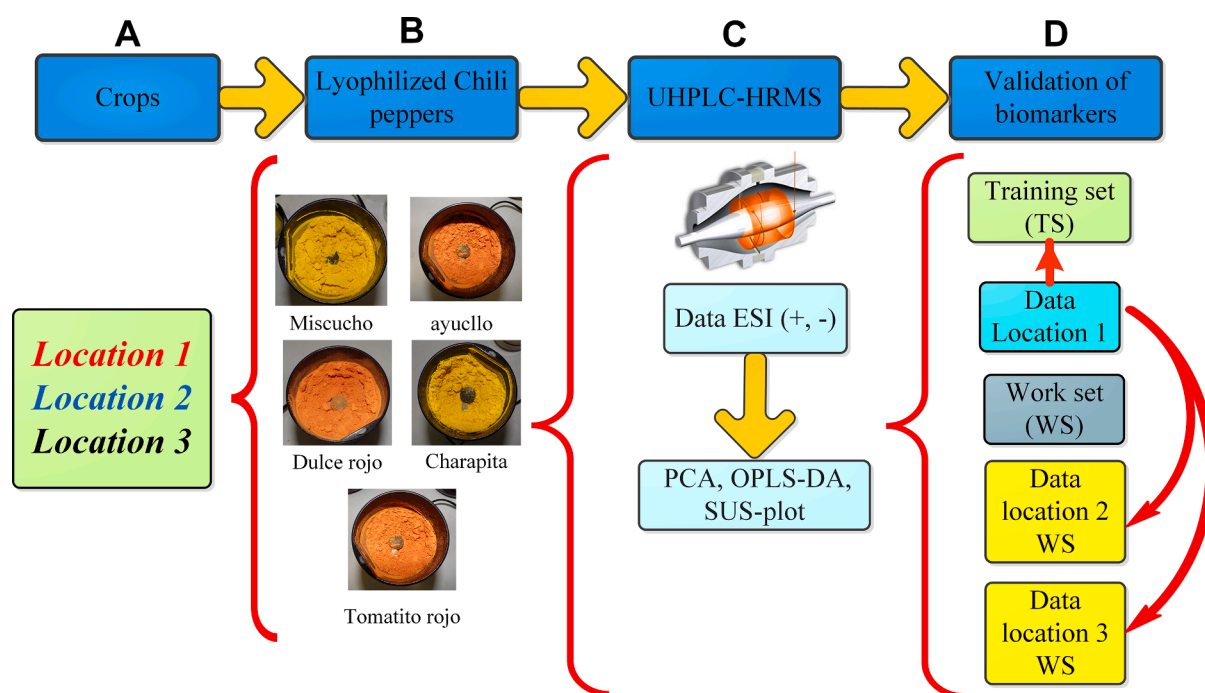 A
B
C
D
Crops
Lyophilized Chili
peppers
UHPLC-HRMS
Validation of
biomarkers
Location 1
Location 2
Location 3
Miscucho
ayucllo
Dulce rojo
Charapita
Tomatito rojo
Data ESI (+, -)
PCA, OPLS-DA,
SUS-plot
Training set
(TS)
Data
Location 1
Work set
(WS)
Data
location 2
WS
Data
location 3
WS